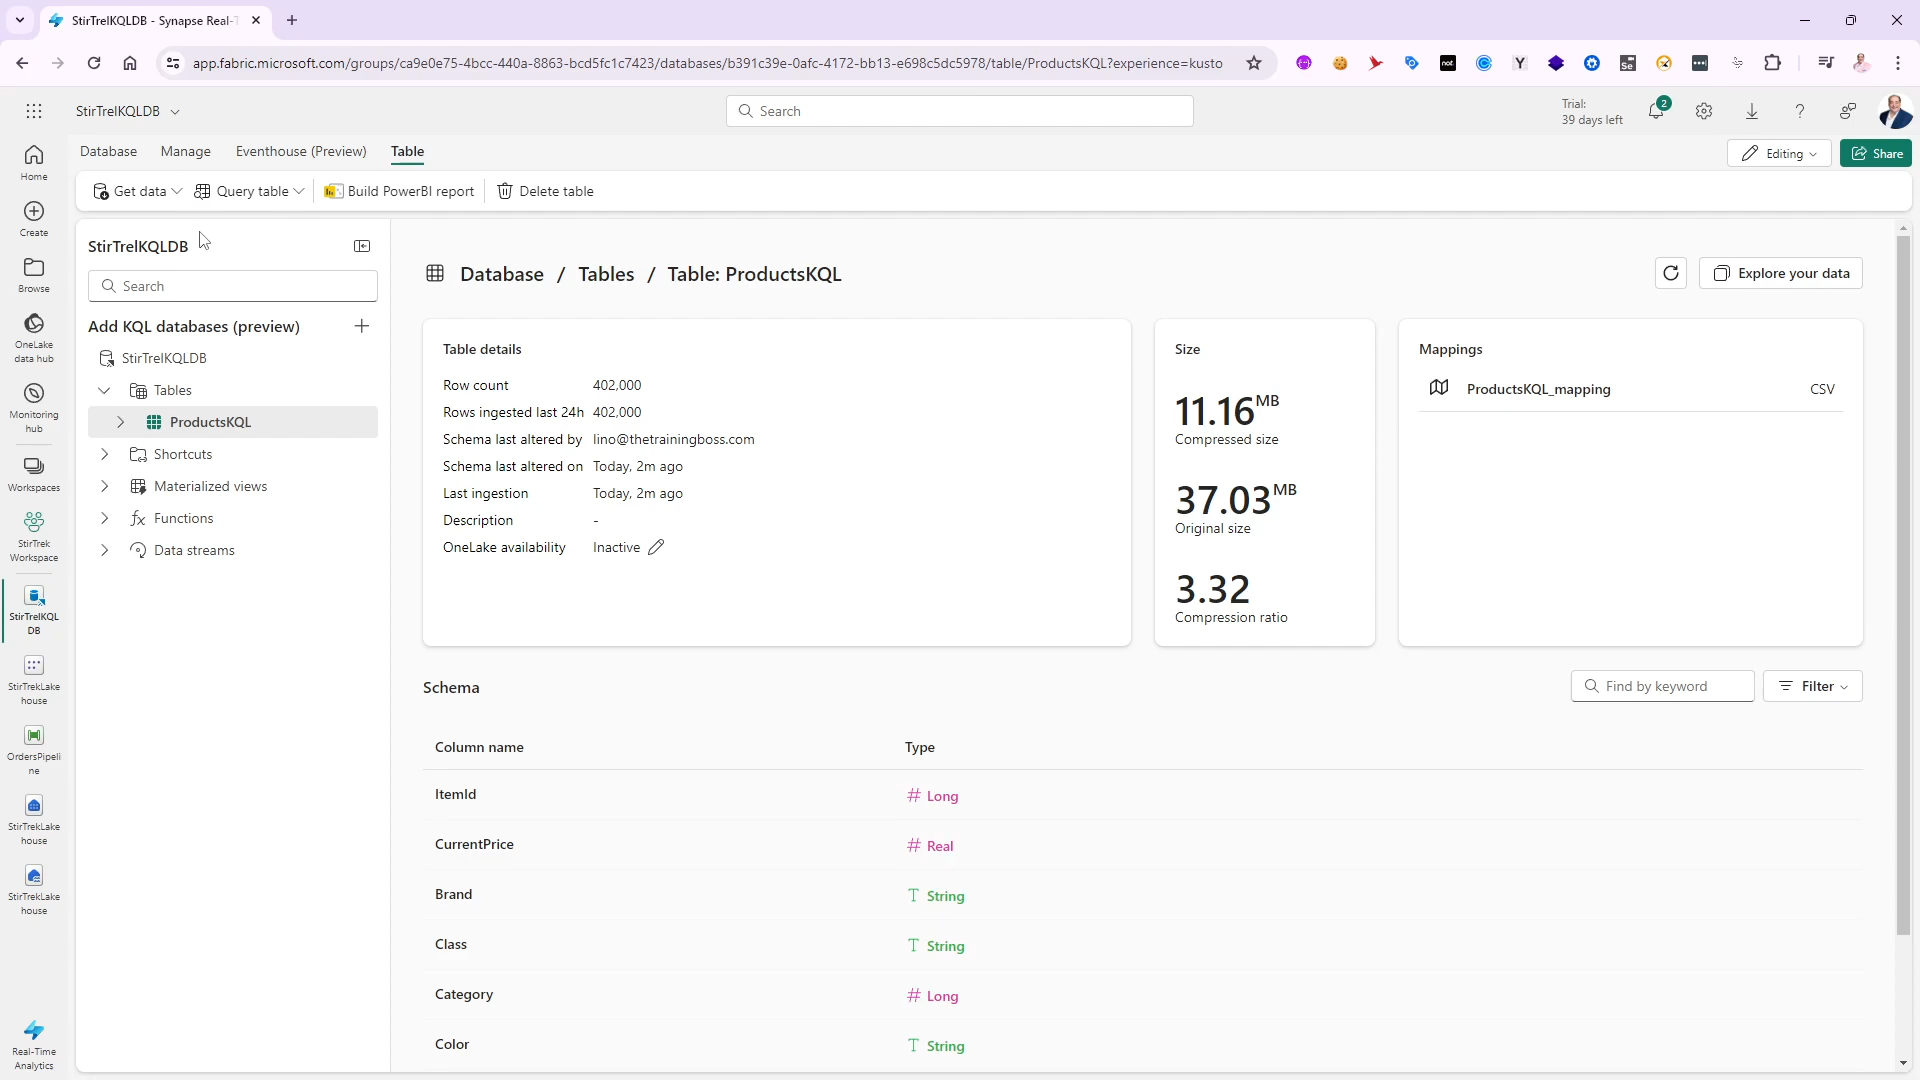 StirTrelKQLDB - Synapse Real-T
app.fabric.microsoft.com/groups/ca9e0e75-4bcc-440a-8863-bcd5fc1c7423/databases/b391c39e-0afc-4172-bb13-e698c5dc5978/table/ProductsKQL?experience=kusto
not
Y
Se
StirTrelKQLDB
Search
Trial:
39 days left
2
Home
Create
Browse
OneLake
data hub
Monitoring
hub
Workspaces
StirTrek
Workspace
StirTrelKQL
DB
StirTrekLake
house
OrdersPipeli
ne
StirTrekLake
house
StirTrekLake
house
Real-Time
Analytics
Database
Manage
Eventhouse (Preview)
Table
Editing
Share
Get data
Query table
Build PowerBI report
Delete table
StirTrelKQLDB
Search
Add KQL databases (preview)
StirTrelKQLDB
Tables
ProductsKQL
Shortcuts
Materialized views
Functions
Data streams
Database / Tables / Table: ProductsKQL
Explore your data
Table details
Row count 402,000
Rows ingested last 24h 402,000
Schema last altered by lino@thetrainingboss.com
Schema last altered on Today, 2m ago
Last ingestion Today, 2m ago
Description -
OneLake availability Inactive
Size
11.16 MB
Compressed size
37.03 MB
Original size
3.32
Compression ratio
Mappings
ProductsKQL_mapping CSV
Schema
Find by keyword
Filter
Column name Type
ItemId # Long
CurrentPrice # Real
Brand T String
Class T String
Category # Long
Color T String